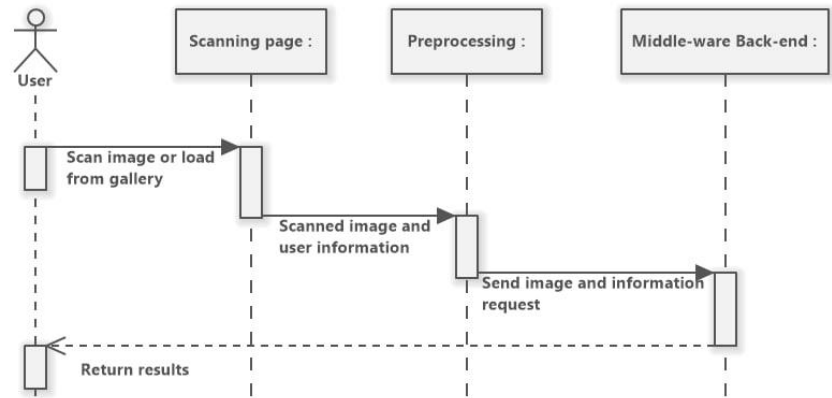 Scanning page :
Preprocessing :
Middle-ware Back-end :
User
Scan image or load
from gallery
Scanned image and
user information
Send image and information
request
Return results